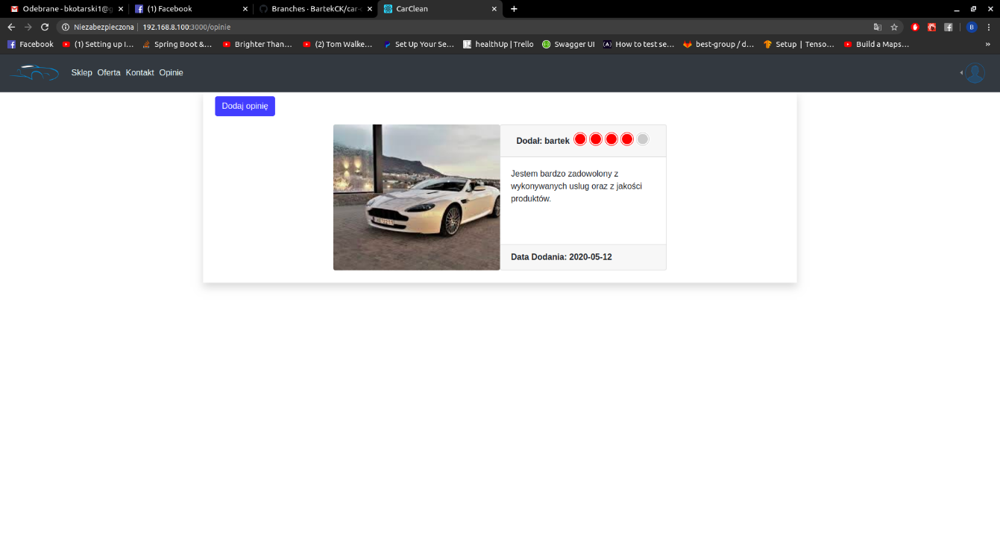 Odebrane - bkotarski1@g
(1) Facebook
Branches · BartekCK/car-c
CarClean
Niezabezpieczona | 192.168.8.100:3000/opinie
B
Facebook
(1) Setting up I…
Spring Boot &…
Brighter Than…
(2) Tom Walke…
Set Up Your Se…
healthUp | Trello
Swagger UI
How to test se…
best-group / d…
Setup | Tenso…
Build a Maps…
»
Sklep Oferta Kontakt Opinie
Dodaj opinię
Dodał: bartek
Jestem bardzo zadowolony z
wykonywanych uslug oraz z jakości
produktów.
Data Dodania: 2020-05-12